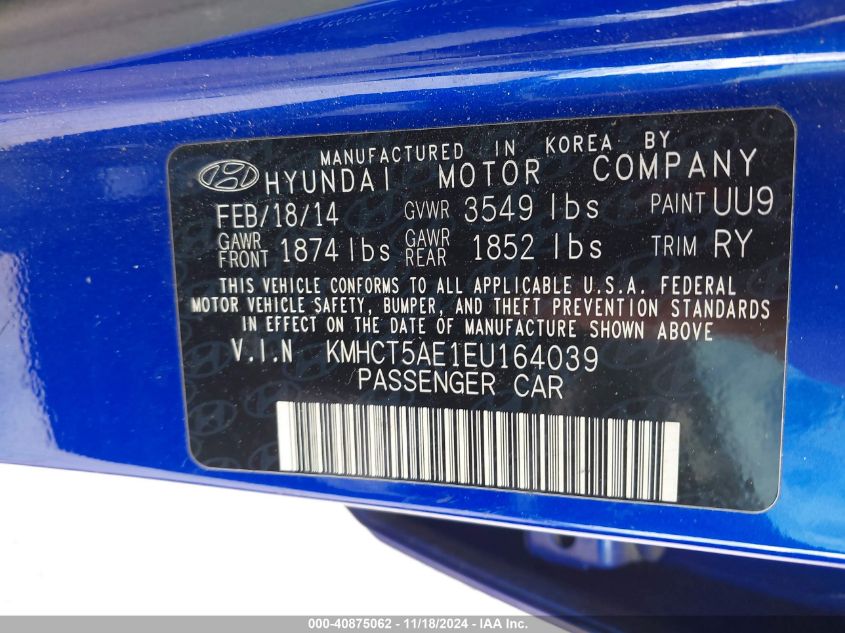 MANUFACTURED IN KOREA BY
HYUNDAI MOTOR COMPANY
FEB/18/14 GVWR 3549 lbs PAINT UU9
GAWR FRONT 1874 lbs GAWR REAR 1852 lbs TRIM RY
THIS VEHICLE CONFORMS TO ALL APPLICABLE U.S.A. FEDERAL
MOTOR VEHICLE SAFETY, BUMPER, AND THEFT PREVENTION STANDARDS
IN EFFECT ON THE DATE OF MANUFACTURE SHOWN ABOVE
V.I.N KMHCT5AE1EU164039
PASSENGER CAR
000-40875062 - 11/18/2024 - IAA Inc.